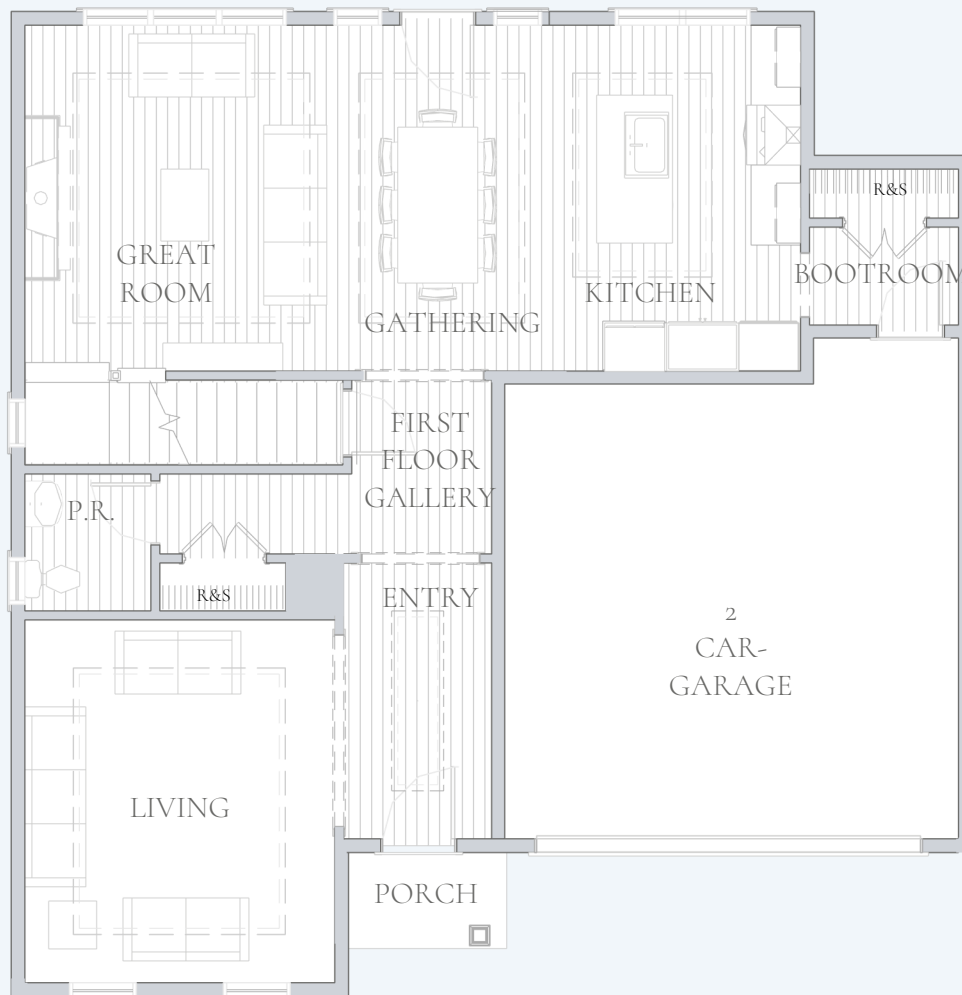 R&S
GREAT
ROOM
BOOTROOM
KITCHEN
GATHERING
FIRST
FLOOR
GALLERY
P.R.
R&S
ENTRY
2
CAR-
GARAGE
LIVING
PORCH